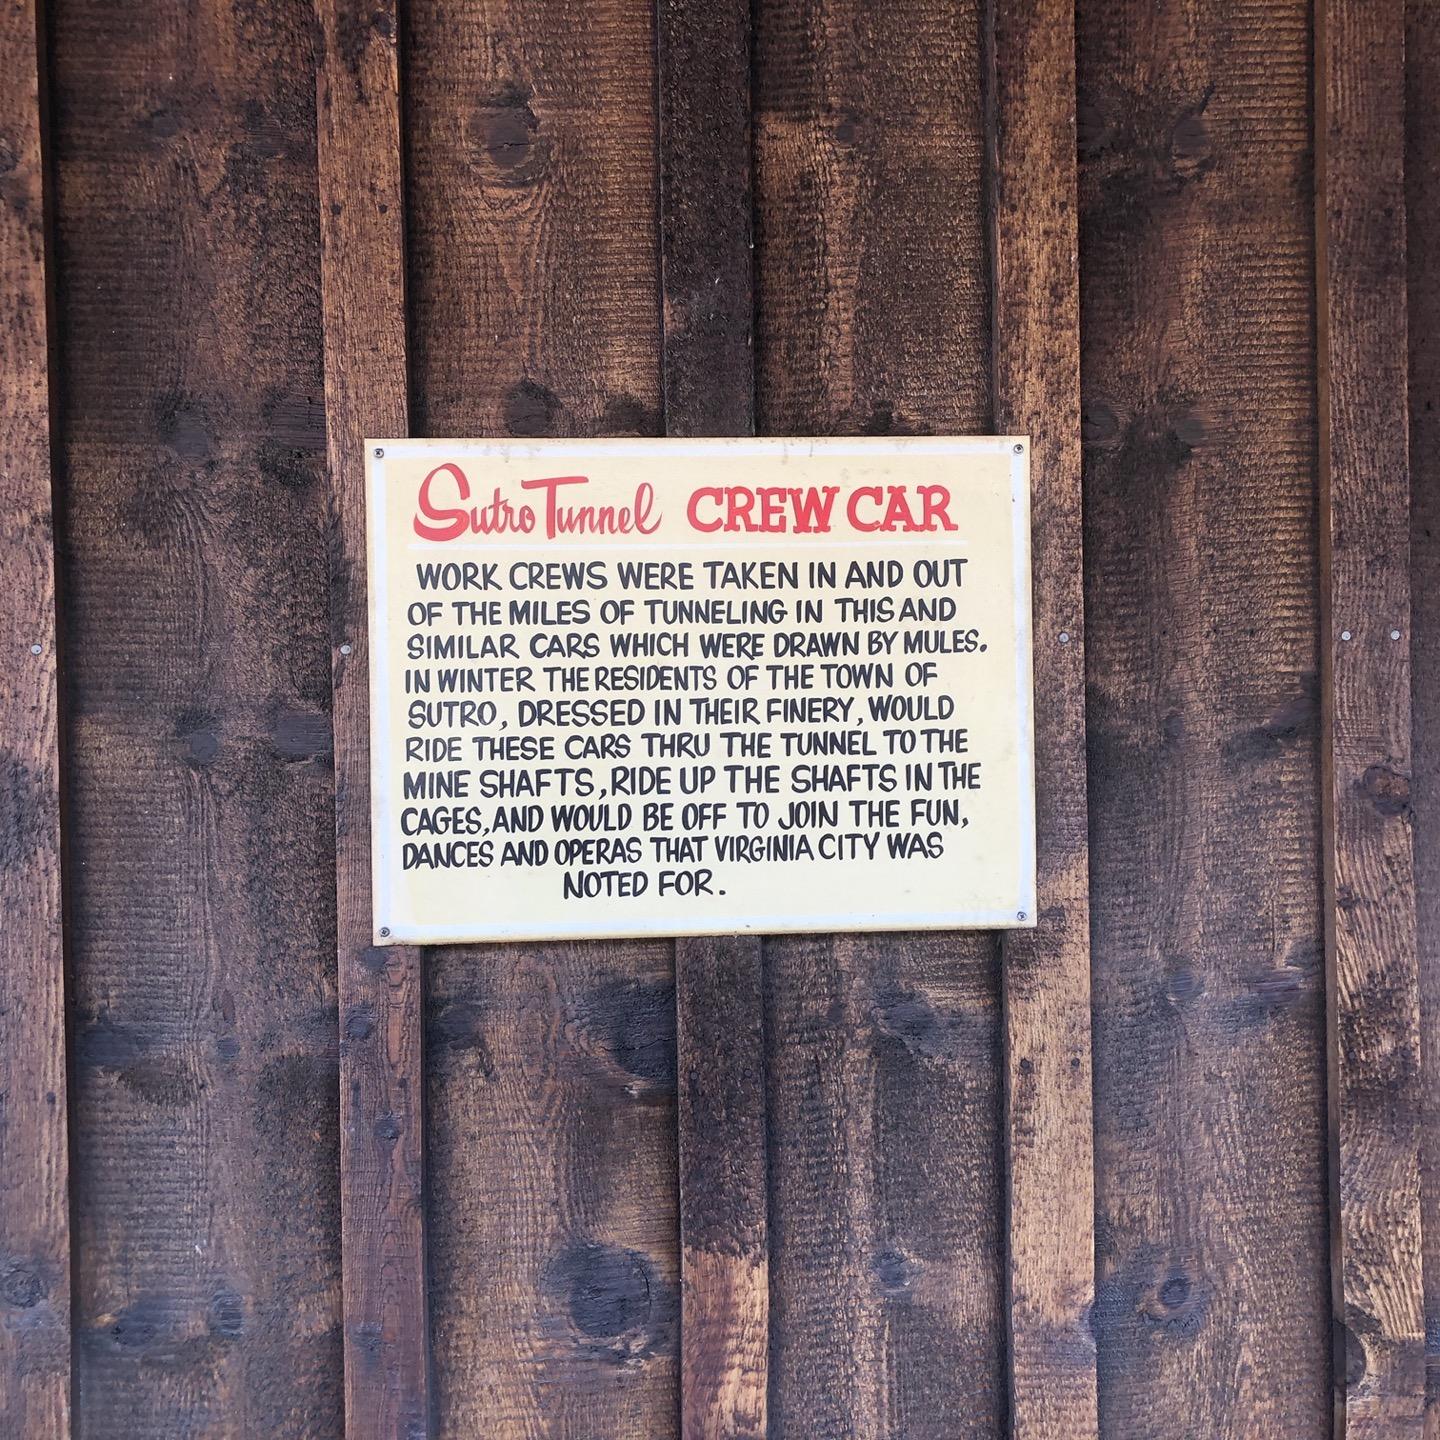 Sutro Tunnel CREW CAR
WORK CREWS WERE TAKEN IN AND OUT
OF THE MILES OF TUNNELING IN THIS AND
SIMILAR CARS WHICH WERE DRAWN BY MULES.
IN WINTER THE RESIDENTS OF THE TOWN OF
SUTRO, DRESSED IN THEIR FINERY, WOULD
RIDE THESE CARS THRU THE TUNNEL TO THE
MINE SHAFTS, RIDE UP THE SHAFTS IN THE
CAGES, AND WOULD BE OFF TO JOIN THE FUN,
DANCES AND OPERAS THAT VIRGINIA CITY WAS
NOTED FOR.